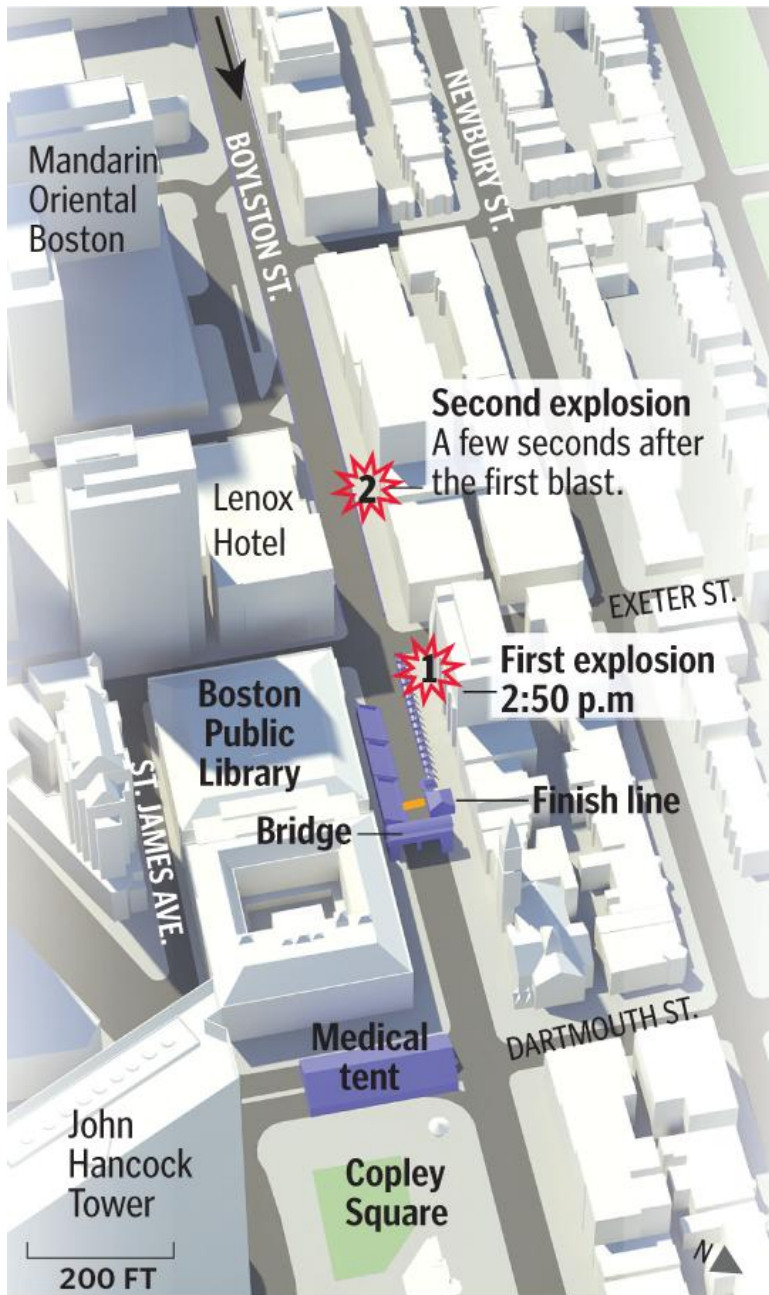 Mandarin
Oriental
Boston
BOYLSTON ST.
NEWBURY ST.
Second explosion
A few seconds after
the first blast.
2
Lenox
Hotel
EXETER ST.
1
First explosion
2:50 p.m
Boston
Public
Library
ST. JAMES AVE.
Finish line
Bridge
DARTMOUTH ST.
Medical
tent
John
Hancock
Tower
Copley
Square
200 FT
N